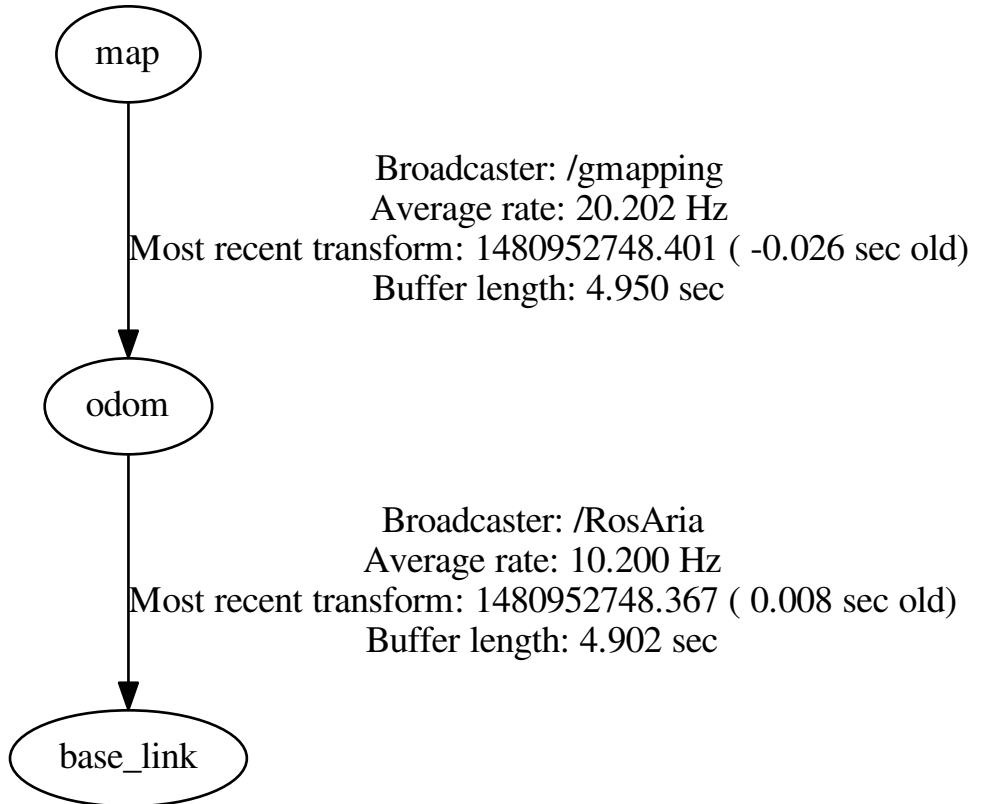 map
Broadcaster: /gmapping
Average rate: 20.202 Hz
Most recent transform: 1480952748.401 ( -0.026 sec old)
Buffer length: 4.950 sec
odom
Broadcaster: /RosAria
Average rate: 10.200 Hz
Most recent transform: 1480952748.367 ( 0.008 sec old)
Buffer length: 4.902 sec
base_link